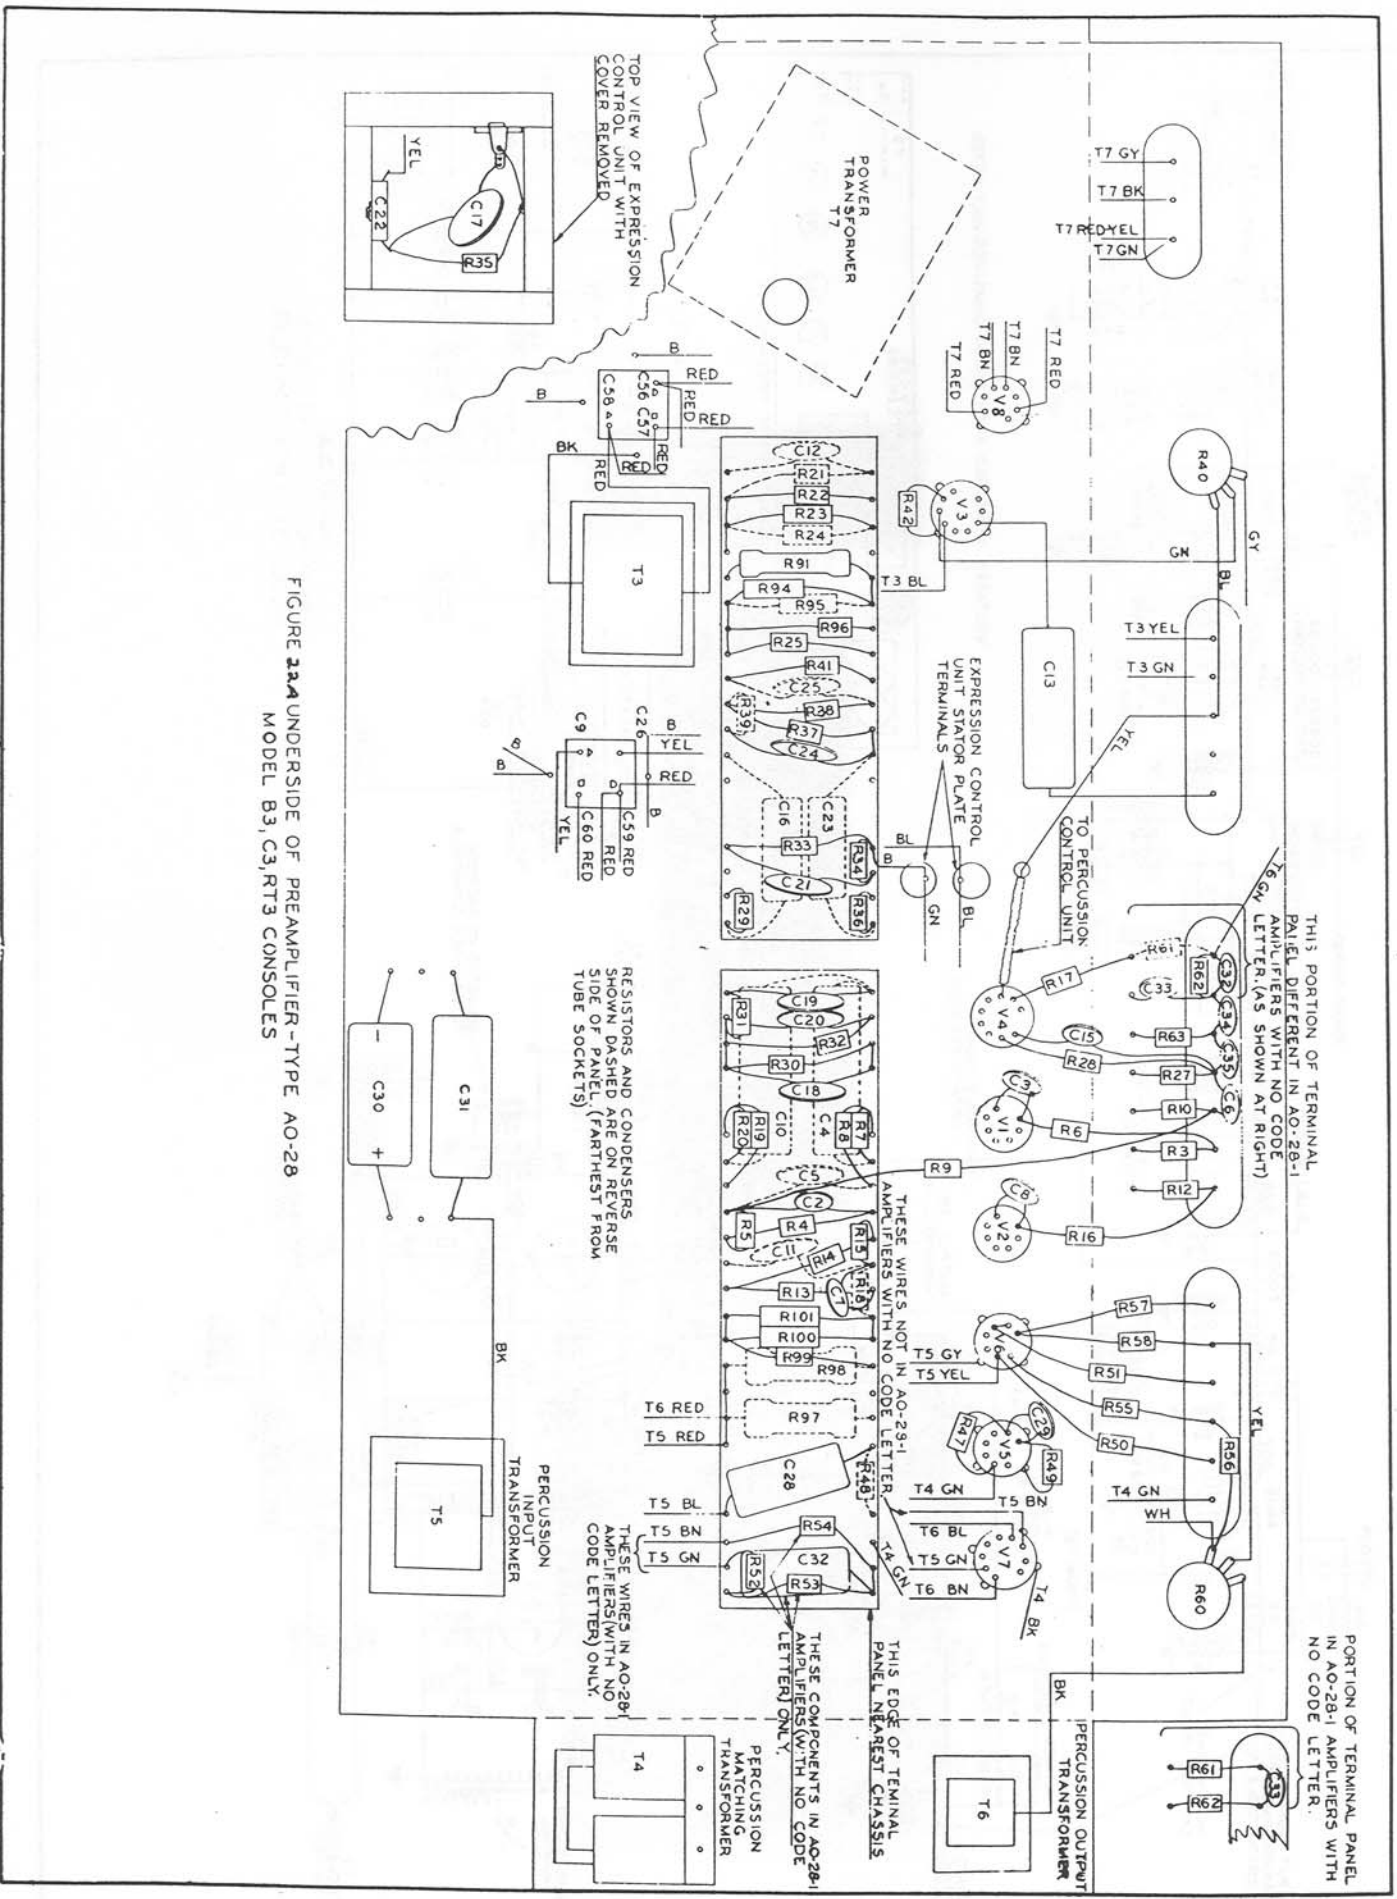 TOP VIEW OF EXPRESSION
CONTROL UNIT WITH
COVER REMOVED
YEL
C17
C22
R35
POWER
TRANSFORMER
T7
T7 GY
T7 BK
T7 RED-YEL
T7 GN
T7 RED
T7 BN
T7 BN
T7 RED
V8
B
RED
RED
RED
C56
C57
C58
B
RED
RED
BK
RED
T3
C12
R21
R22
R23
R24
R91
R94
R95
R96
R25
R41
C25
R38
R39
R37
C24
C16
C23
R33
R34
C21
R29
R36
R42
V3
R40
GY
GN
BL
T3 BL
C13
T3 YEL
T3 GN
YEL
EXPRESSION CONTROL
UNIT STATOR PLATE
TERMINALS
BL
B
GN
BL
TO PERCUSSION
CONTROL UNIT
C26
C9
B
YEL
RED
B
B
B
C59 RED
RED
C60 RED
YEL
THIS PORTION OF TERMINAL
PANEL DIFFERENT IN AO-28-1
AMPLIFIERS WITH NO CODE
LETTER. (AS SHOWN AT RIGHT)
T6 GN
R61
C32
R62
C33
C34
R17
V4
C15
R63
C35
R28
R27
C6
C3
V1
R10
R6
R3
R9
R12
C8
V2
R16
C19
C20
R31
R32
R30
C18
R20
R19
C10
C4
R8
R7
C5
C2
R5
R4
R15
C11
R14
R13
C7
R18
R101
R100
R99
R98
R97
C28
R48
R54
C32
R52
R53
RESISTORS AND CONDENSERS
SHOWN DASHED ARE ON REVERSE
SIDE OF PANEL. (FARTHEST FROM
TUBE SOCKETS)
FIGURE 22A UNDERSIDE OF PREAMPLIFIER-TYPE AO-28
MODEL B3, C3, RT3 CONSOLES
C30
- +
C31
BK
THESE WIRES NOT IN AO-23-1
AMPLIFIERS WITH NO CODE LETTER
V6
T5 GY
T5 YEL
R57
R58
R51
R55
R50
R56
YEL
T4 GN
WH
R60
R47
C29
V5
R49
T4 GN
T5 BN
T6 BL
T5 GN
T6 BN
T4 GN
V7
T4 BK
T6 RED
T5 RED
T5 BL
T5 BN
T5 GN
THESE WIRES IN AO-28-1
AMPLIFIERS (WITH NO
CODE LETTER) ONLY.
PERCUSSION
INPUT
TRANSFORMER
T5
THESE COMPONENTS IN AO-28-1
AMPLIFIERS (WITH NO CODE
LETTER) ONLY.
THIS EDGE OF TEMINAL
PANEL NEAREST CHASSIS
PERCUSSION
MATCHING
TRANSFORMER
T4
BK
PERCUSSION OUTPUT
TRANSFORMER
T6
PORTION OF TERMINAL PANEL
IN AO-28-1 AMPLIFIERS WITH
NO CODE LETTER.
C33
R61
R62